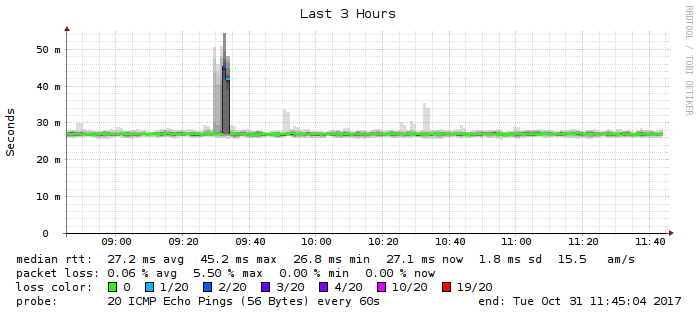 Last 3 Hours
RRDTOOL / TOBI OETIKER
Seconds
50 m
40 m
30 m
20 m
10 m
0
09:00 09:20 09:40 10:00 10:20 10:40 11:00 11:20 11:40
median rtt: 27.2 ms avg 45.2 ms max 26.8 ms min 27.1 ms now 1.8 ms sd 15.5 am/s
packet loss: 0.06 % avg 5.50 % max 0.00 % min 0.00 % now
loss color: 0 1/20 2/20 3/20 4/20 10/20 19/20
probe: 20 ICMP Echo Pings (56 Bytes) every 60s end: Tue Oct 31 11:45:04 2017